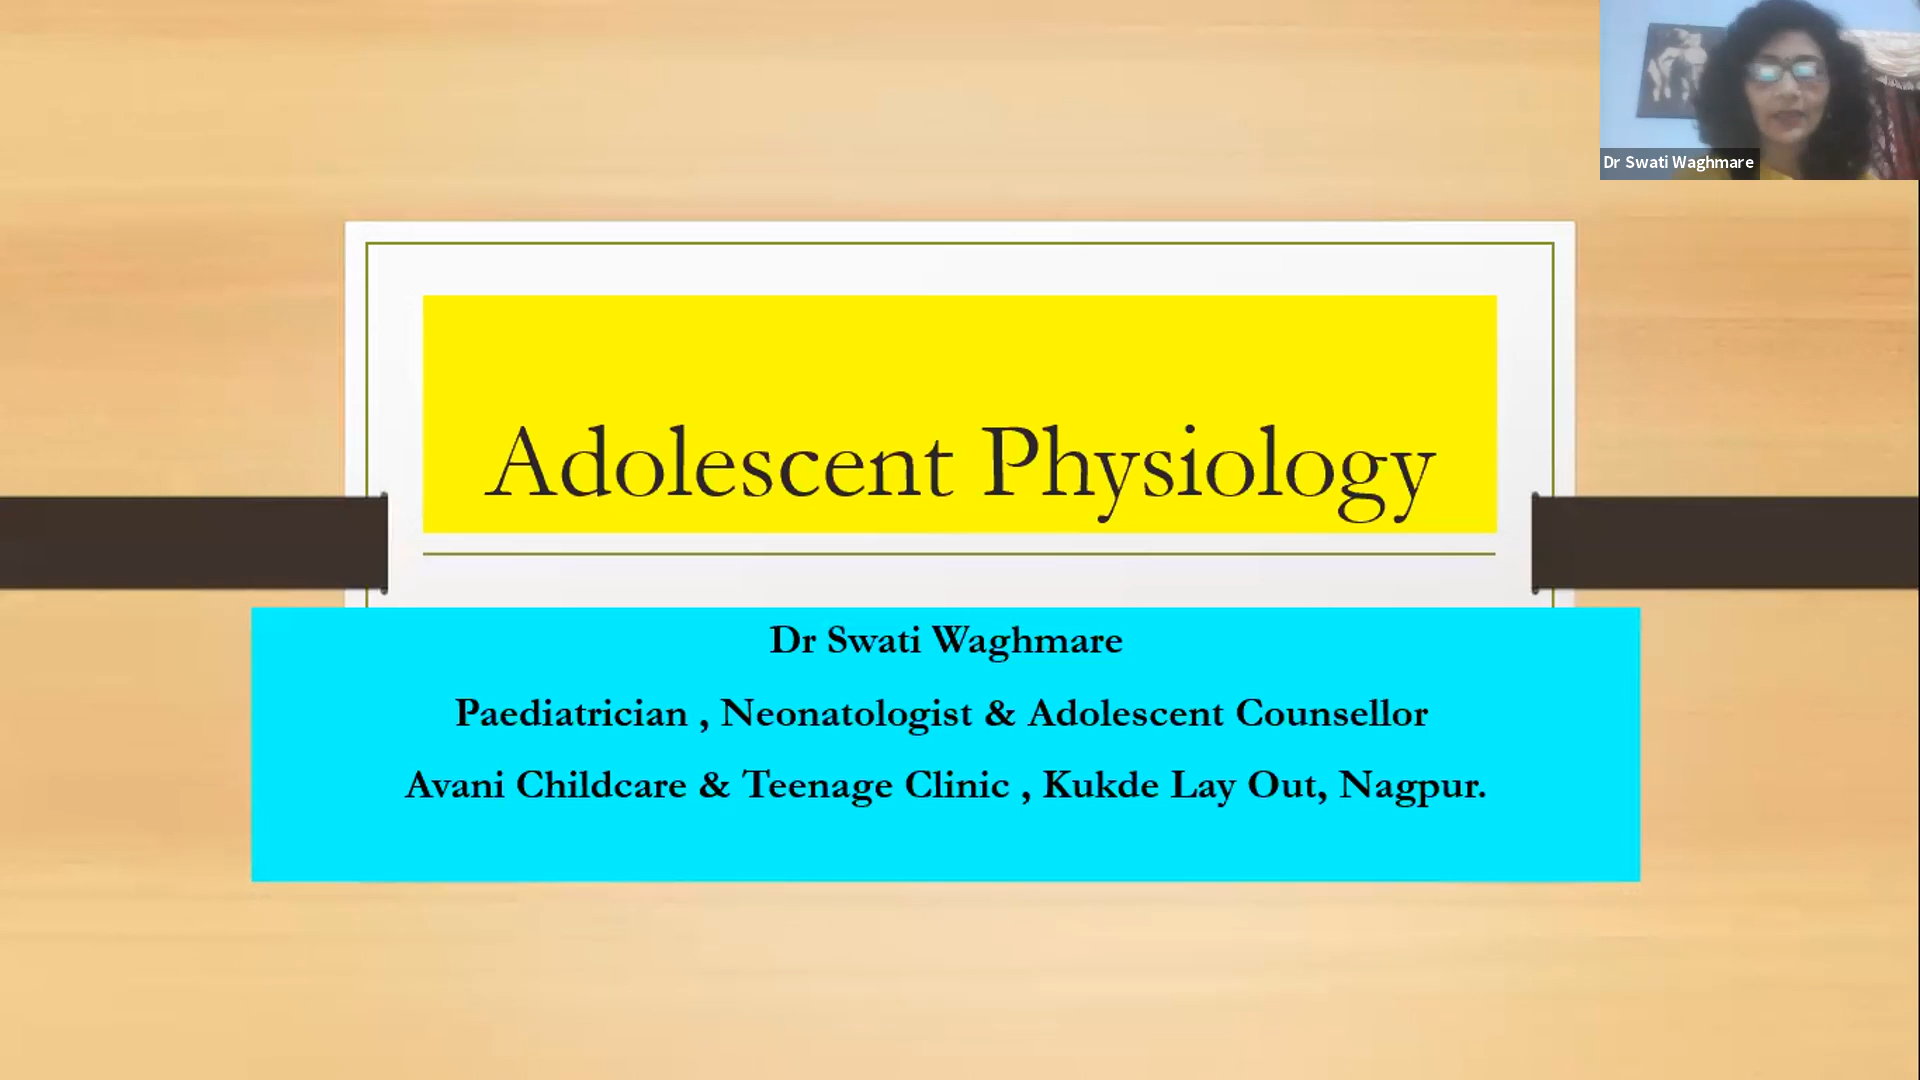 Dr Swati Waghmare
Adolescent Physiology
Dr Swati Waghmare
Paediatrician , Neonatologist & Adolescent Counsellor
Avani Childcare & Teenage Clinic , Kukde Lay Out, Nagpur.